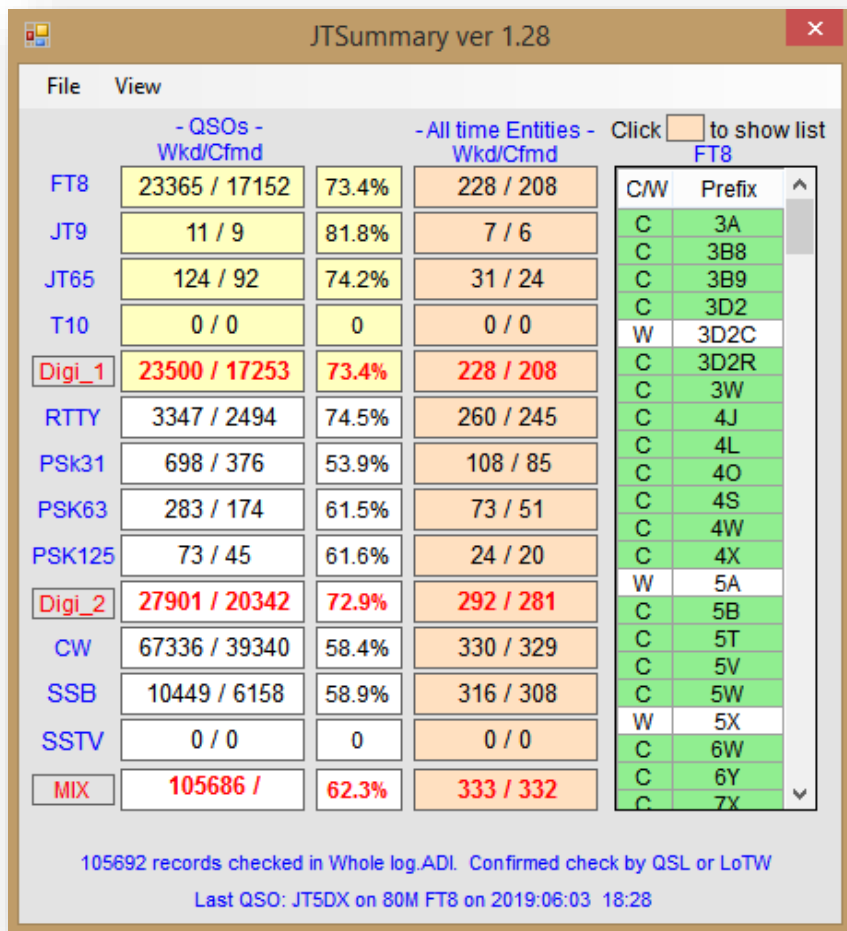 JTSummary ver 1.28
File View
- QSOs - - All time Entities - Click to show list
Wkd/Cfmd Wkd/Cfmd FT8
FT8 23365 / 17152 73.4% 228 / 208
JT9 11 / 9 81.8% 7 / 6
JT65 124 / 92 74.2% 31 / 24
T10 0 / 0 0 0 / 0
Digi_1 23500 / 17253 73.4% 228 / 208
RTTY 3347 / 2494 74.5% 260 / 245
PSk31 698 / 376 53.9% 108 / 85
PSK63 283 / 174 61.5% 73 / 51
PSK125 73 / 45 61.6% 24 / 20
Digi_2 27901 / 20342 72.9% 292 / 281
CW 67336 / 39340 58.4% 330 / 329
SSB 10449 / 6158 58.9% 316 / 308
SSTV 0 / 0 0 0 / 0
MIX 105686 / 62.3% 333 / 332
C/W Prefix
C 3A
C 3B8
C 3B9
C 3D2
W 3D2C
C 3D2R
C 3W
C 4J
C 4L
C 4O
C 4S
C 4W
C 4X
W 5A
C 5B
C 5T
C 5V
C 5W
W 5X
C 6W
C 6Y
C 7X
105692 records checked in Whole log.ADI. Confirmed check by QSL or LoTW
Last QSO: JT5DX on 80M FT8 on 2019:06:03 18:28